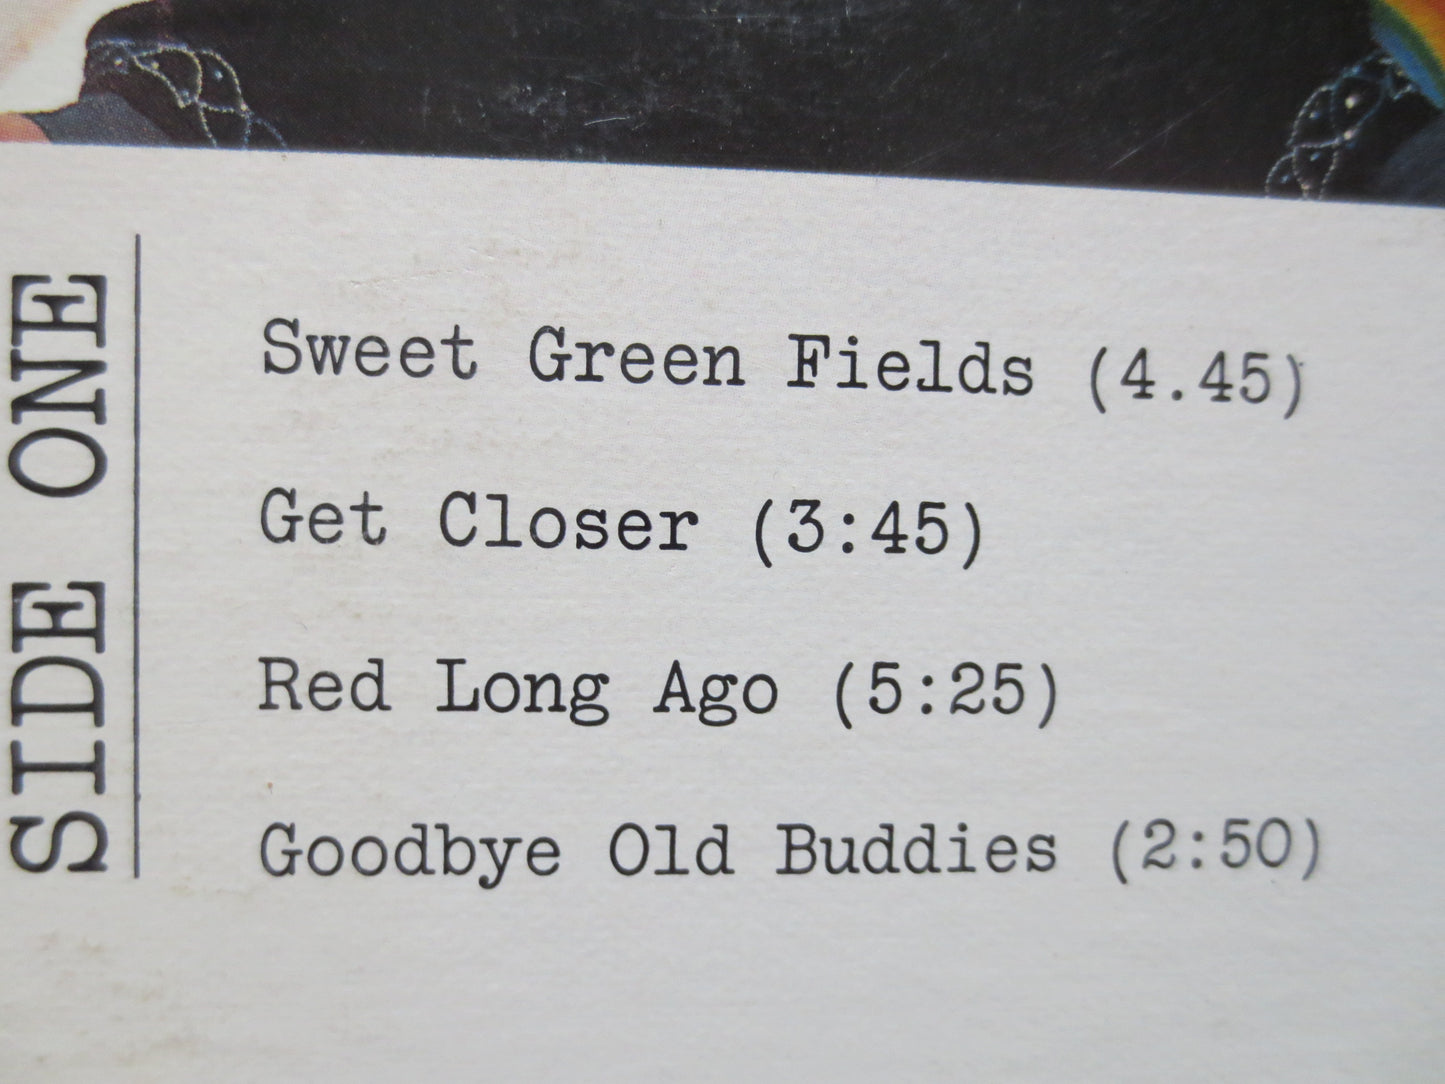 SIDE ONE
Sweet Green Fields (4.45)
Get Closer (3:45)
Red Long Ago (5:25)
Goodbye Old Buddies (2:50)